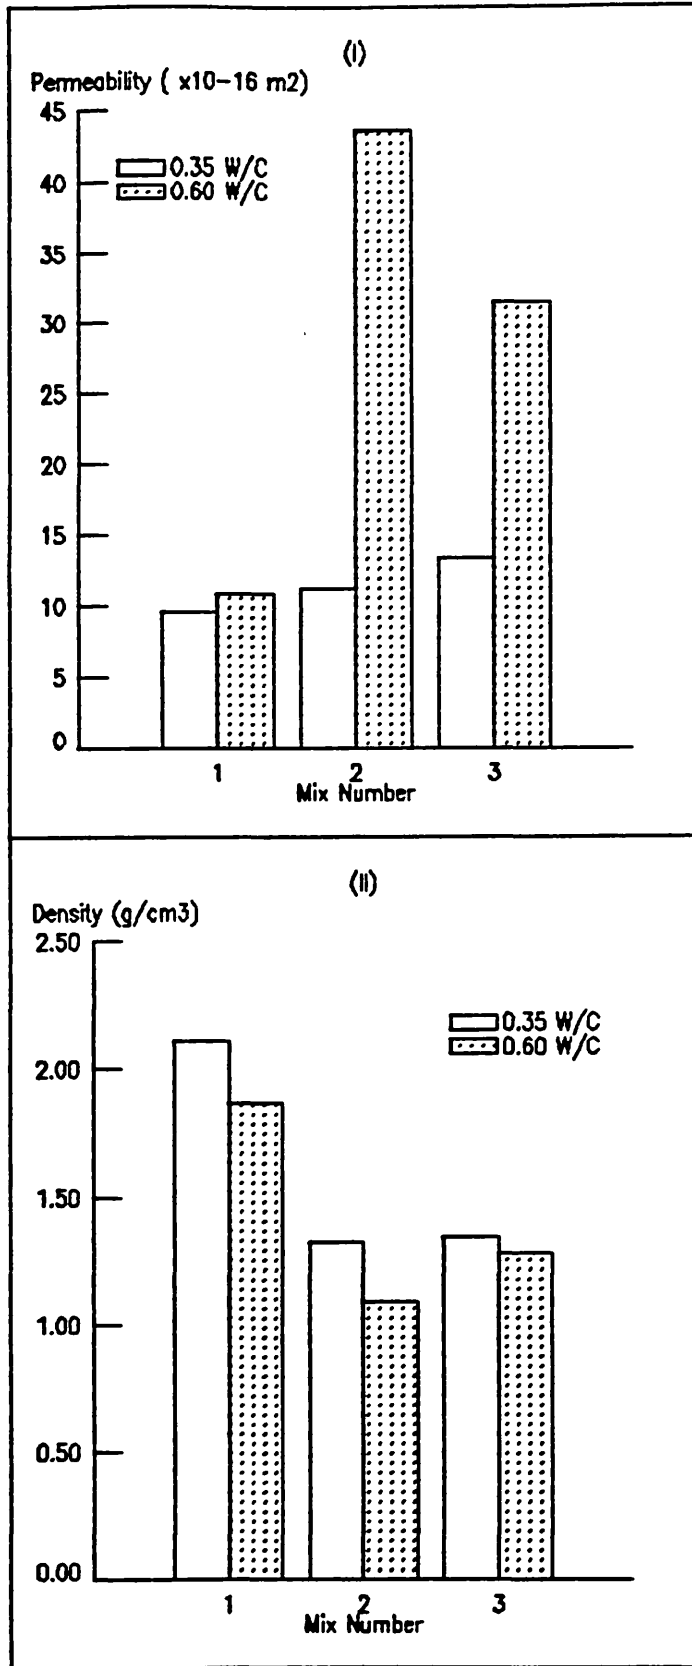 (I)
Permeability ( x10-16 m2)
45
40
35
30
25
20
15
10
5
0
0.35 W/C
0.60 W/C
1 2 3
Mix Number
(II)
Density (g/cm3)
2.50
2.00
1.50
1.00
0.50
0.00
0.35 W/C
0.60 W/C
1 2 3
Mix Number